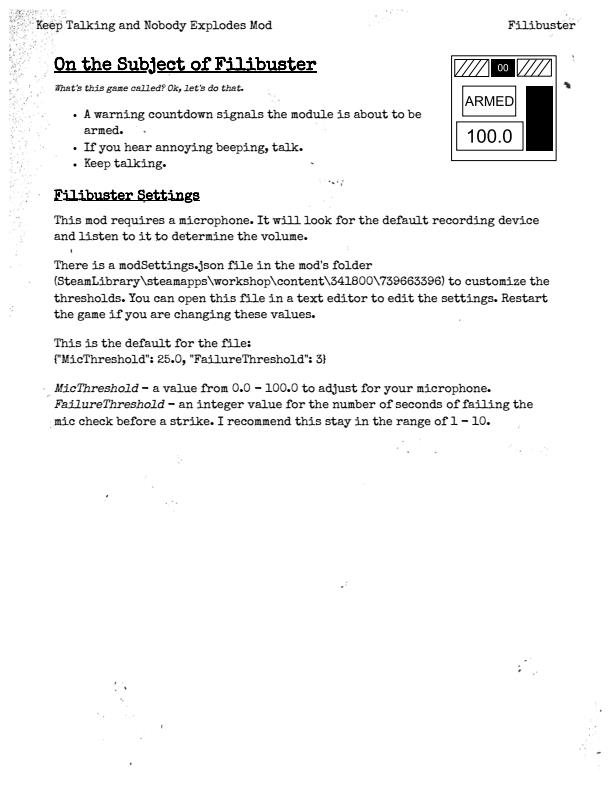 Keep Talking and Nobody Explodes Mod
Filibuster
On the Subject of Filibuster
What's this game called? Ok, let's do that.
• A warning countdown signals the module is about to be
armed.
• If you hear annoying beeping, talk.
• Keep talking.
00
ARMED
100.0
Filibuster Settings
This mod requires a microphone. It will look for the default recording device
and listen to it to determine the volume.
There is a modSettings.json file in the mod's folder
(SteamLibrary\steamapps\workshop\content\341800\739663396) to customize the
thresholds. You can open this file in a text editor to edit the settings. Restart
the game if you are changing these values.
This is the default for the file:
{"MicThreshold": 25.0, "FailureThreshold": 3}
MicThreshold – a value from 0.0 – 100.0 to adjust for your microphone.
FailureThreshold – an integer value for the number of seconds of failing the
mic check before a strike. I recommend this stay in the range of 1 – 10.